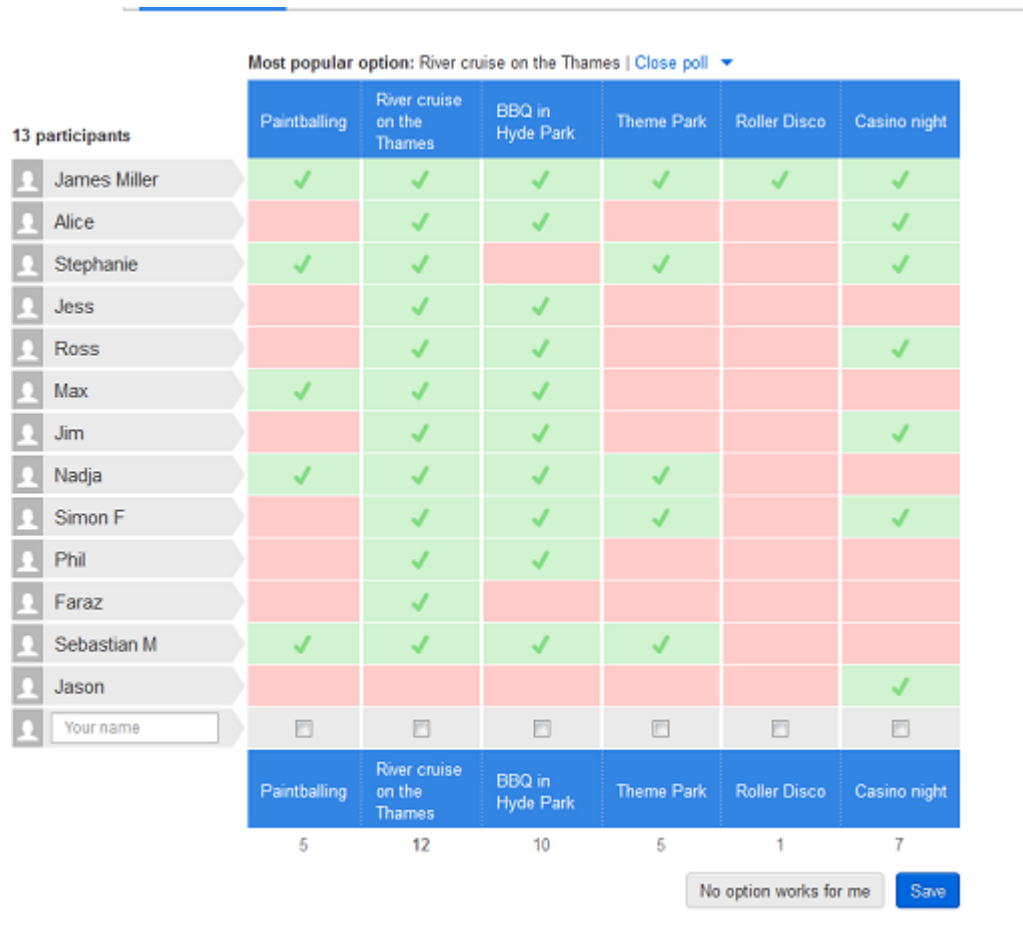 Most popular option: River cruise on the Thames | Close poll
13 participants
Paintballing
River cruise
on the
Thames
BBQ in
Hyde Park
Theme Park
Roller Disco
Casino night
James Miller
Alice
Stephanie
Jess
Ross
Max
Jim
Nadja
Simon F
Phil
Faraz
Sebastian M
Jason
Your name
Paintballing
River cruise
on the
Thames
BBQ in
Hyde Park
Theme Park
Roller Disco
Casino night
5 12 10 5 1 7
No option works for me
Save